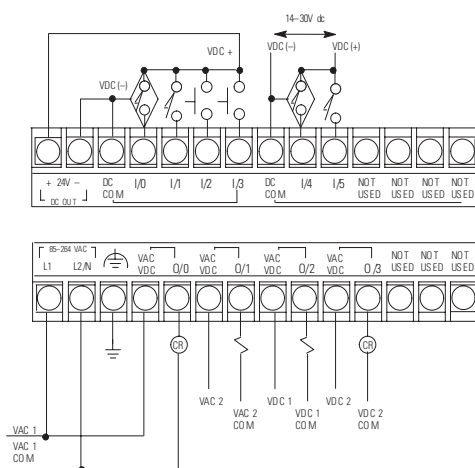 14–30V dc
VDC (–) VDC (+)
VDC +
VDC (–)
+ 24V – DC COM I/0 I/1 I/2 I/3 DC COM I/4 I/5 NOT USED NOT USED NOT USED NOT USED
DC OUT
85-264 VAC
L1 L2/N VAC VDC O/0 VAC VDC O/1 VAC VDC O/2 VAC VDC O/3 NOT USED NOT USED NOT USED
CR CR
VAC 2 VDC 1 VDC 2
VAC 2 COM VDC 1 COM VDC 2 COM
VAC 1
VAC 1 COM